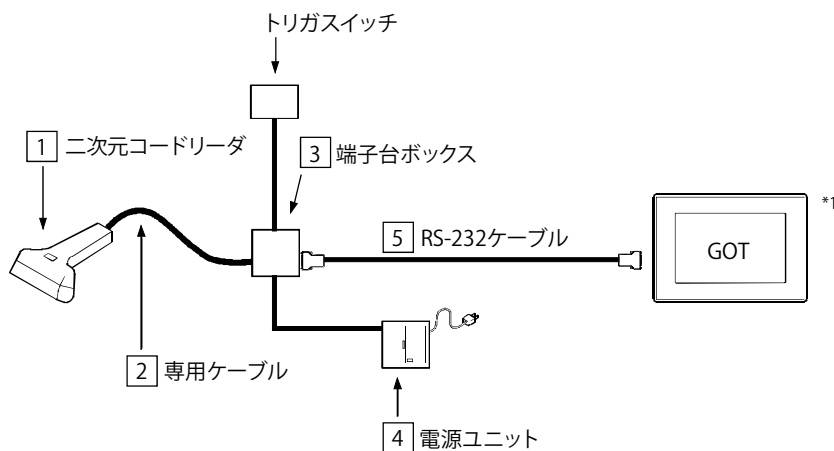 トリガスイッチ
1 二次元コードリーダ
3 端子台ボックス
*1
5 RS-232ケーブル
GOT
2 専用ケーブル
4 電源ユニット